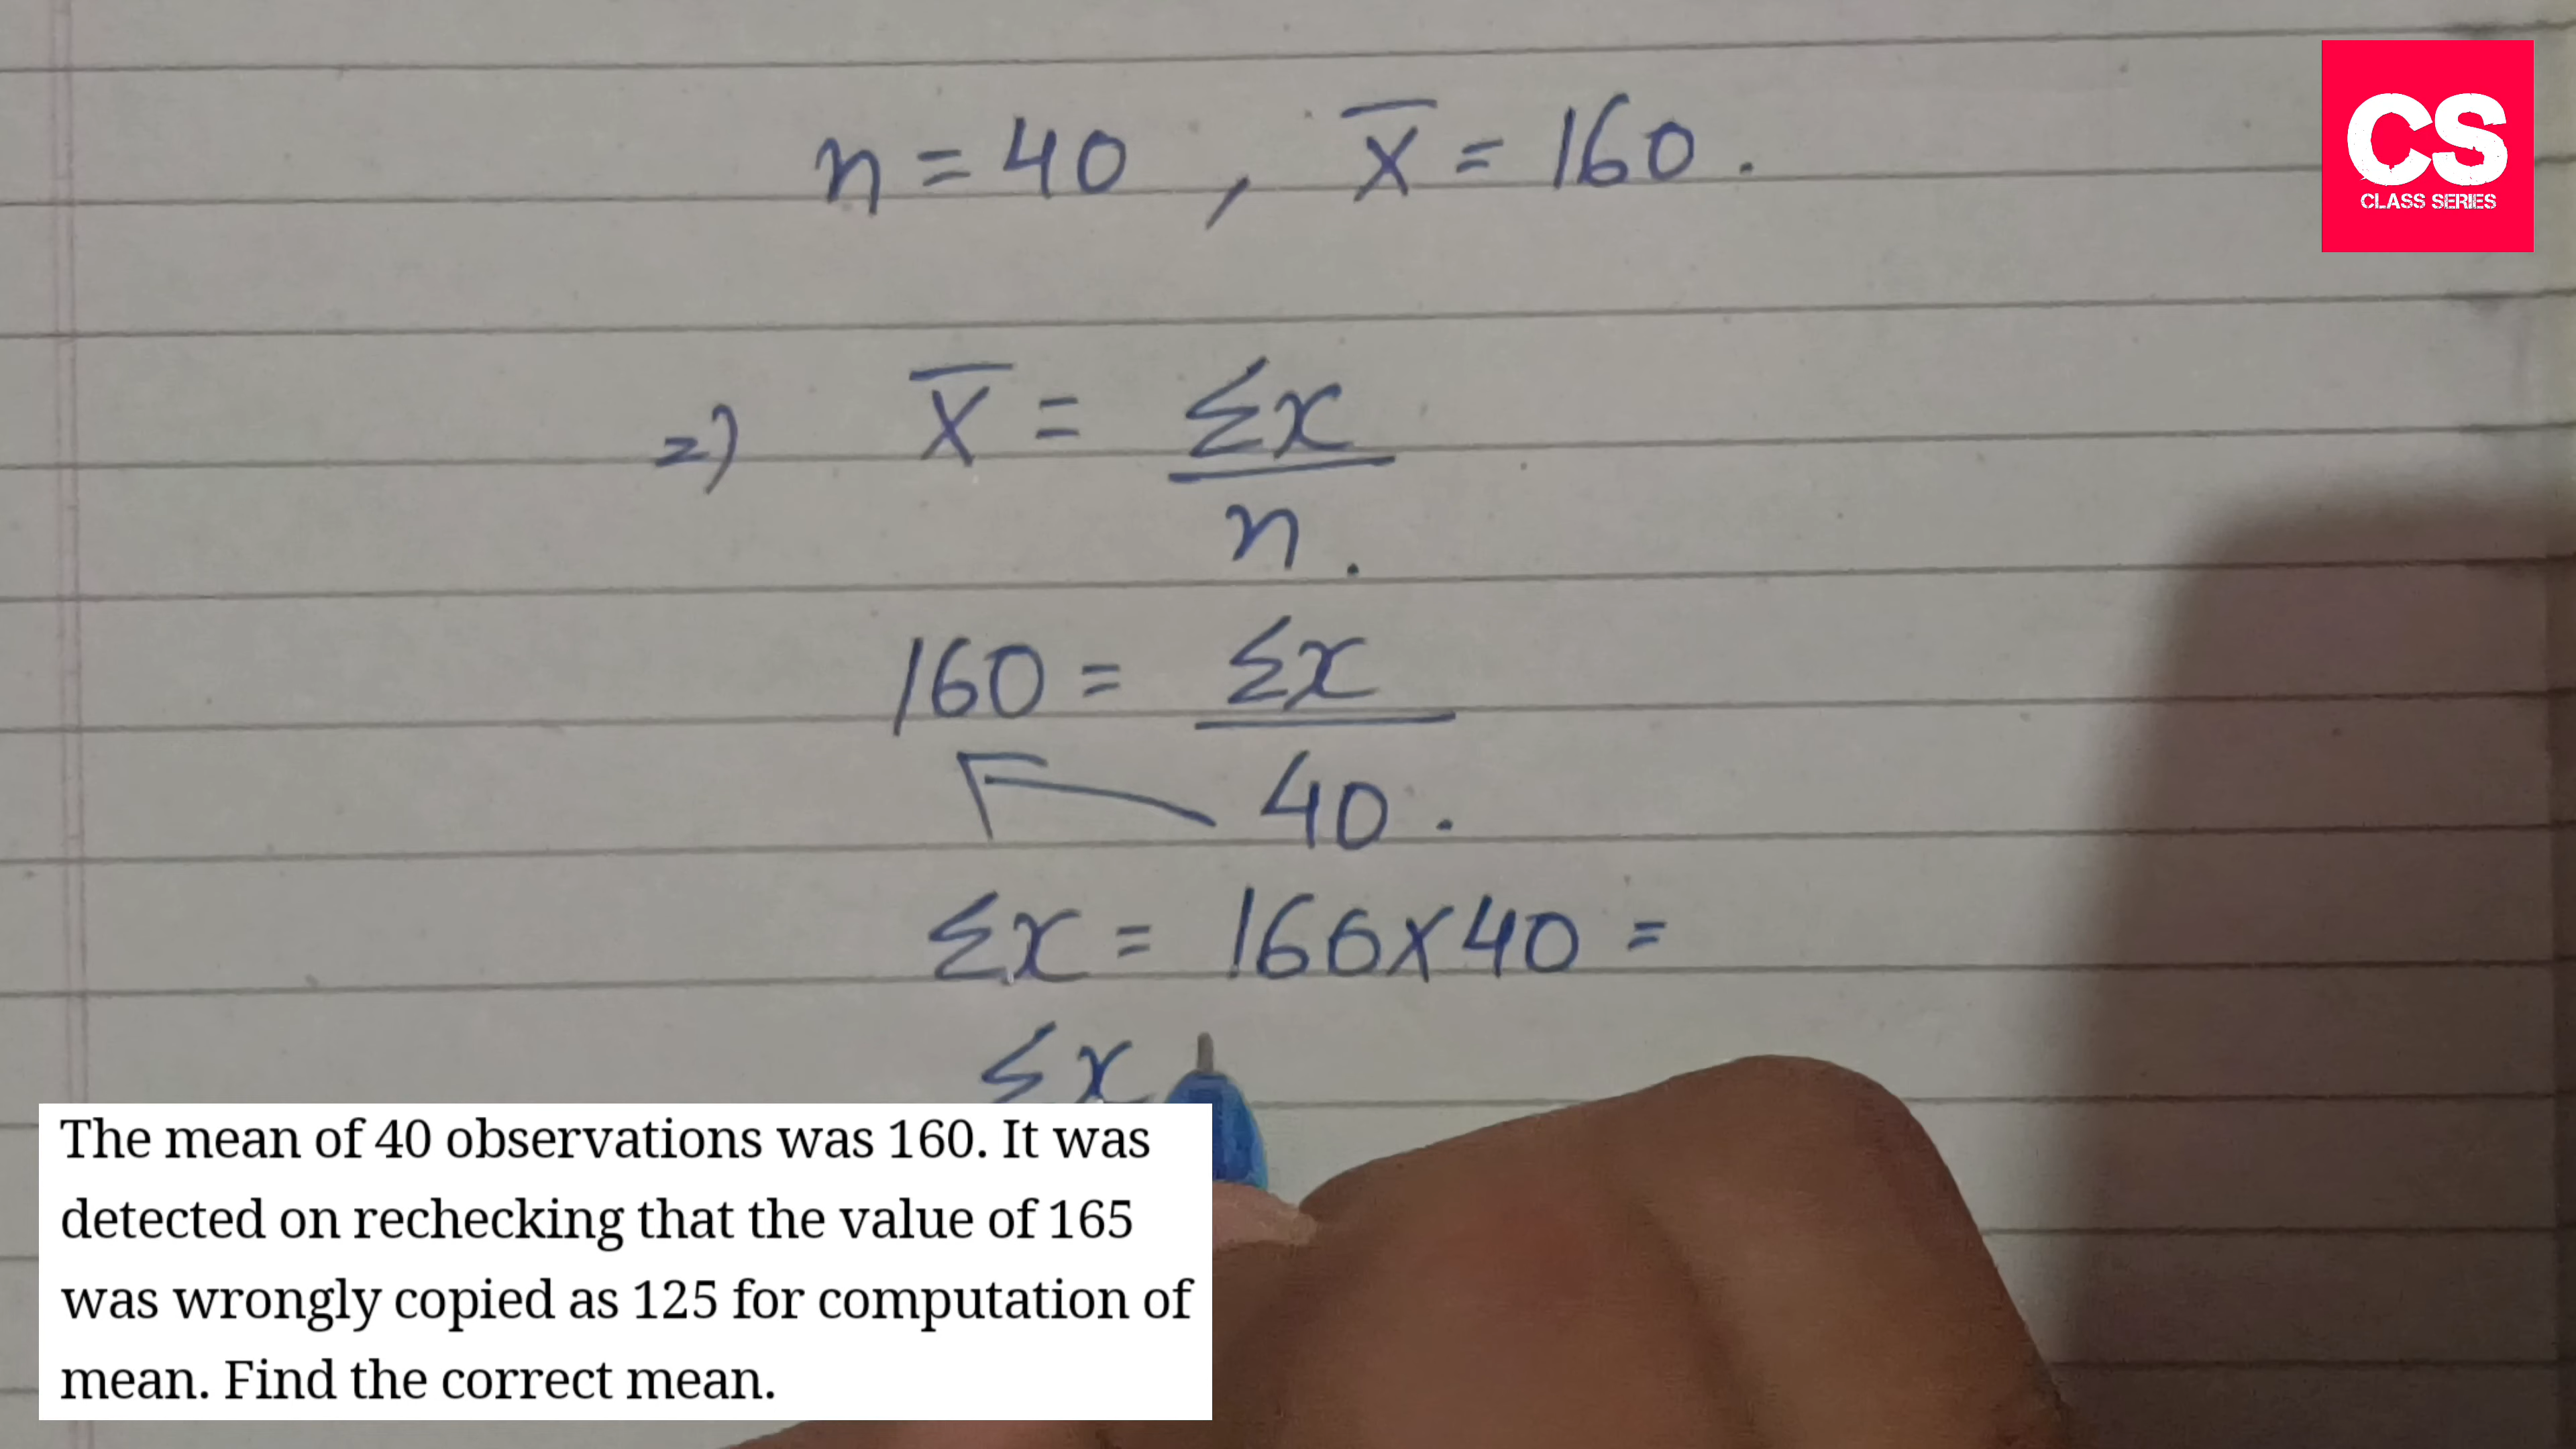 n = 40 , X̄ = 160 .
CS
CLASS SERIES
=) X̄ = Σx
n .
160 = Σx
40 .
Σx = 160 x 40 =
Σx
The mean of 40 observations was 160. It was
detected on rechecking that the value of 165
was wrongly copied as 125 for computation of
mean. Find the correct mean.